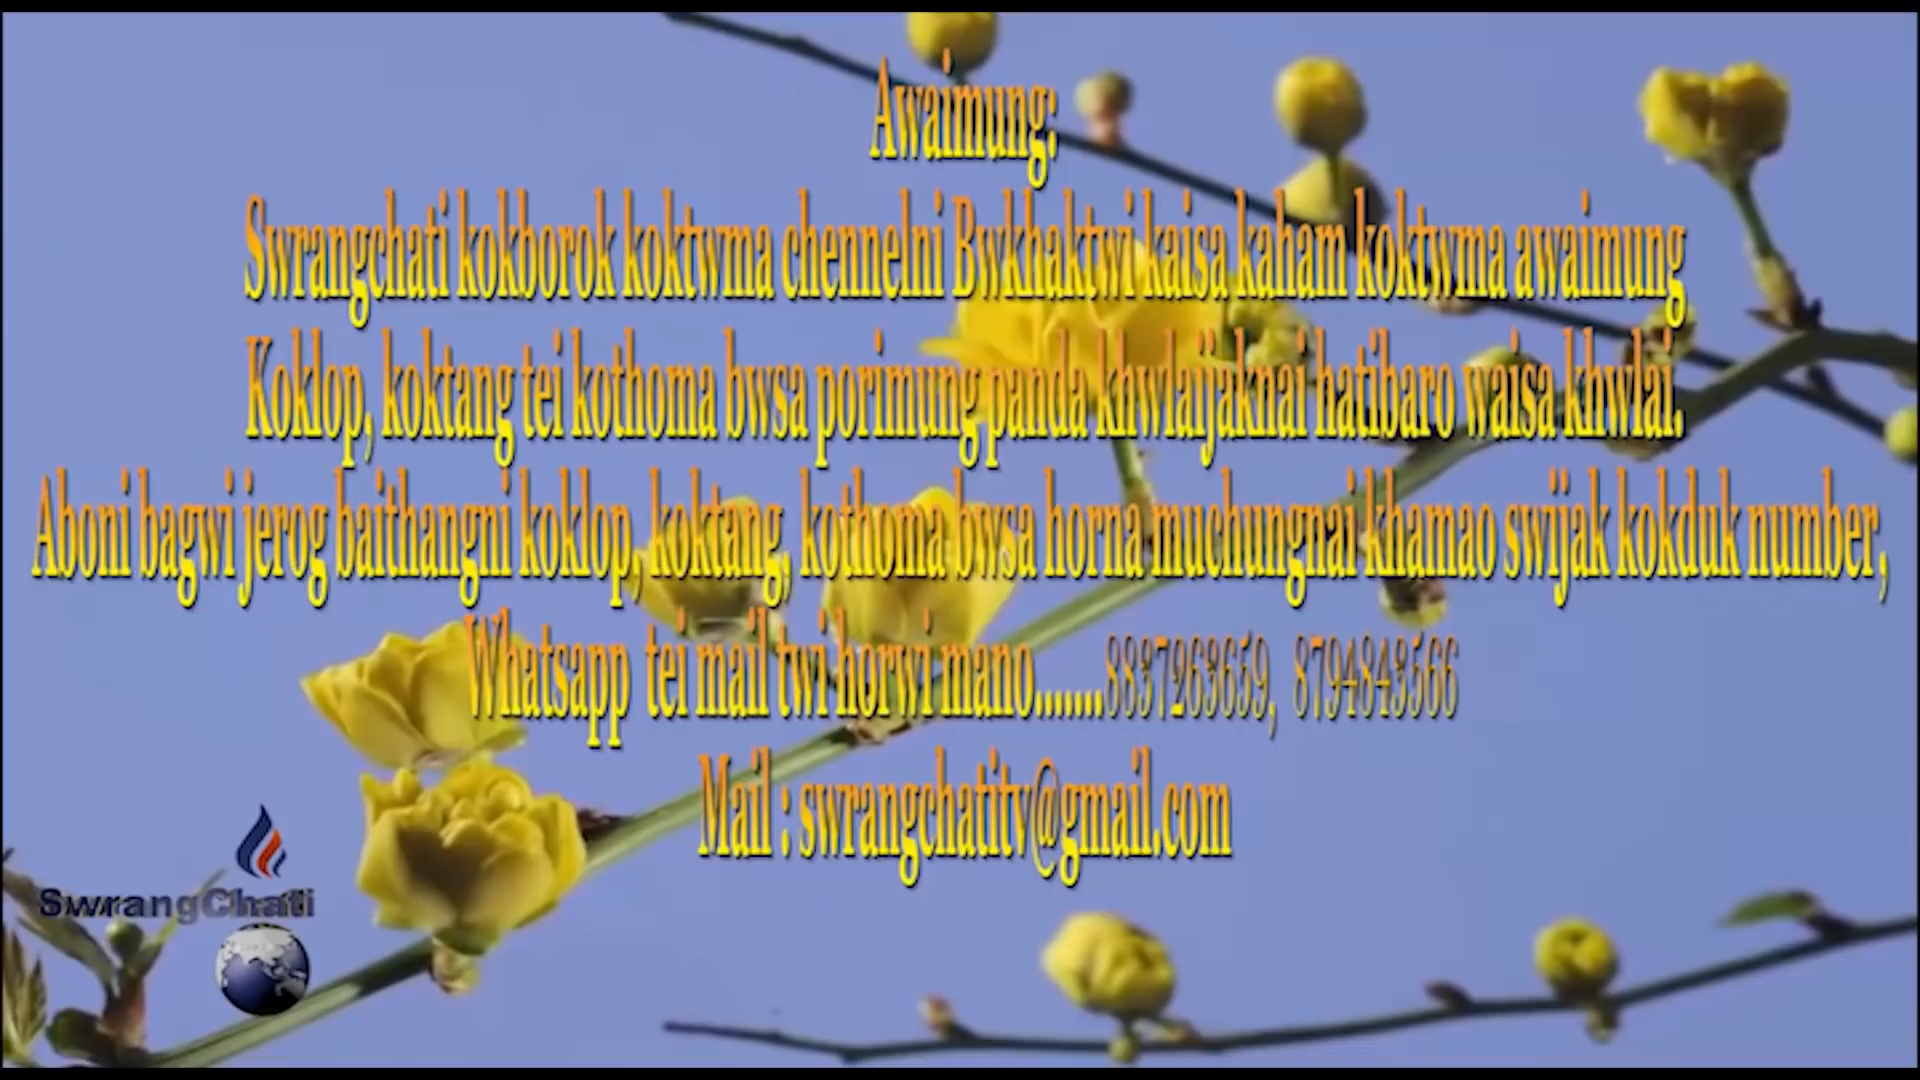 Awaimung:
Swrangchati kokborok koktwma chennelni Bwkhaktwi kaisa kaham koktwma awaimung
Koklop, koktang tei kothoma bwsa porimung panda khwlaijaknai hatibaro waisa khwlai.
Aboni bagwi jerog baithangni koklop, koktang, kothoma bwsa horna muchungnai khamao swijak kokduk number,
Whatsapp tei mail twi horwi mano.......8837263659, 8794843566
Mail : swrangchatitv@gmail.com
SwrangChati